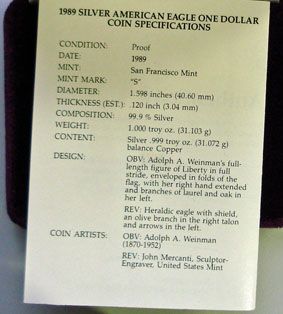 1989 SILVER AMERICAN EAGLE ONE DOLLAR
COIN SPECIFICATIONS
CONDITION: Proof
DATE: 1989
MINT: San Francisco Mint
MINT MARK: "S"
DIAMETER: 1.598 inches (40.60 mm)
THICKNESS (EST.): .120 inch (3.04 mm)
COMPOSITION: 99.9 % Silver
WEIGHT: 1.000 troy oz. (31.103 g)
CONTENT: Silver .999 troy oz. (31.072 g)
balance Copper
DESIGN: OBV: Adolph A. Weinman's full-
length figure of Liberty in full
stride, enveloped in folds of the
flag, with her right hand extended
and branches of laurel and oak in
her left.
REV: Heraldic eagle with shield,
an olive branch in the right talon
and arrows in the left.
COIN ARTISTS: OBV: Adolph A. Weinman
(1870-1952)
REV: John Mercanti, Sculptor-
Engraver, United States Mint